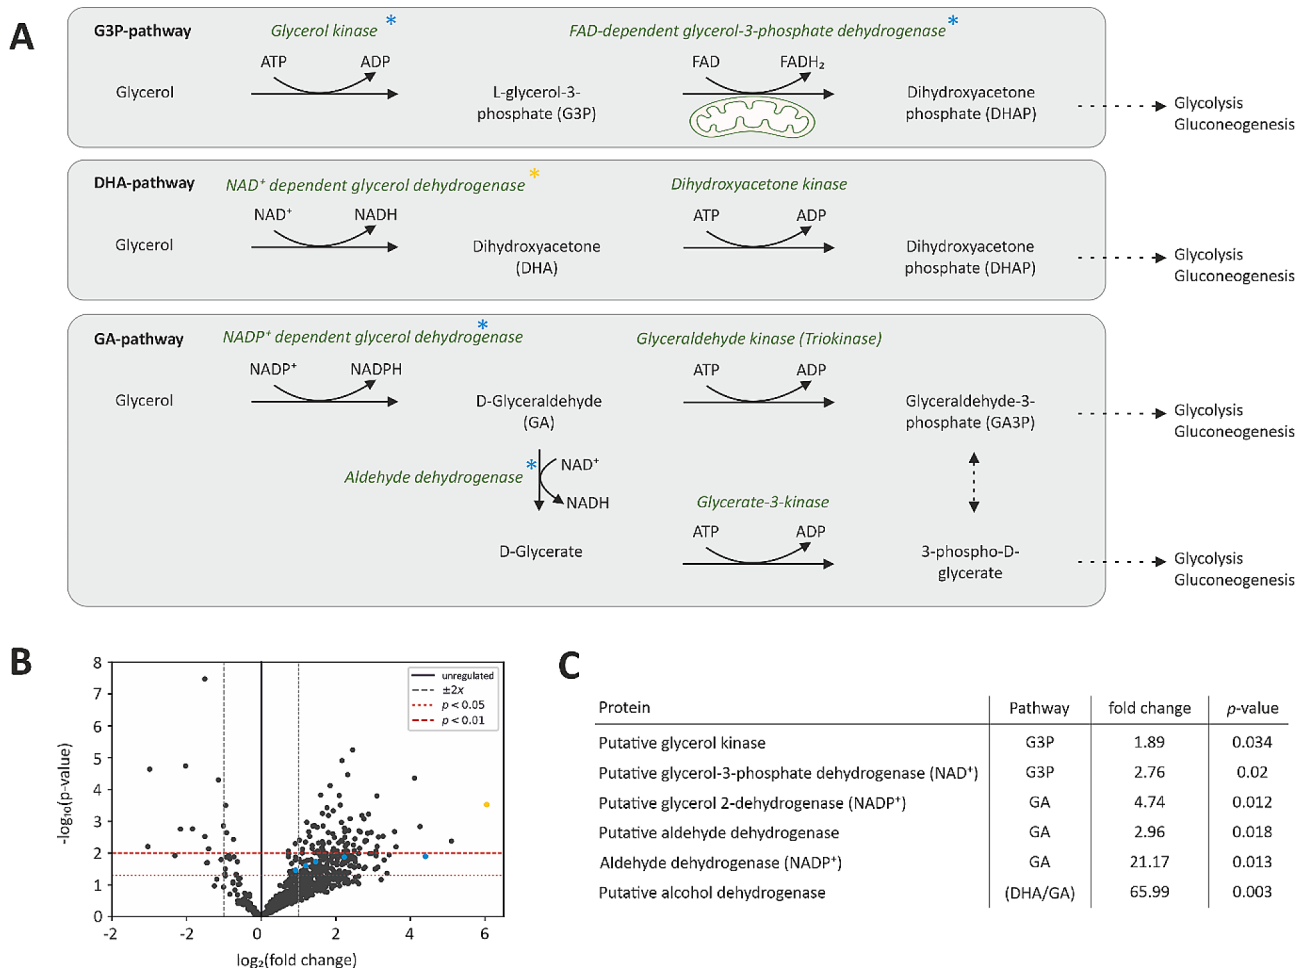 A
G3P-pathway
Glycerol kinase *
FAD-dependent glycerol-3-phosphate dehydrogenase *
ATP
ADP
FAD
FADH₂
Glycerol
L-glycerol-3-
phosphate (G3P)
Dihydroxyacetone
phosphate (DHAP)
Glycolysis
Gluconeogenesis
DHA-pathway
NAD⁺ dependent glycerol dehydrogenase *
Dihydroxyacetone kinase
NAD⁺
NADH
ATP
ADP
Glycerol
Dihydroxyacetone
(DHA)
Dihydroxyacetone
phosphate (DHAP)
Glycolysis
Gluconeogenesis
GA-pathway
NADP⁺ dependent glycerol dehydrogenase *
Glyceraldehyde kinase (Triokinase)
NADP⁺
NADPH
ATP
ADP
Glycerol
D-Glyceraldehyde
(GA)
Glyceraldehyde-3-
phosphate (GA3P)
Glycolysis
Gluconeogenesis
Aldehyde dehydrogenase *
NAD⁺
NADH
Glycerate-3-kinase
ATP
ADP
D-Glycerate
3-phospho-D-
glycerate
Glycolysis
Gluconeogenesis
B
-log₁₀(p-value)
8
7
6
5
4
3
2
1
0
-2
-2
0
2
4
6
log₂(fold change)
unregulated
±2x
p < 0.05
p < 0.01
C
Protein Pathway fold change p-value
Putative glycerol kinase G3P 1.89 0.034
Putative glycerol-3-phosphate dehydrogenase (NAD⁺) G3P 2.76 0.02
Putative glycerol 2-dehydrogenase (NADP⁺) GA 4.74 0.012
Putative aldehyde dehydrogenase GA 2.96 0.018
Aldehyde dehydrogenase (NADP⁺) GA 21.17 0.013
Putative alcohol dehydrogenase (DHA/GA) 65.99 0.003